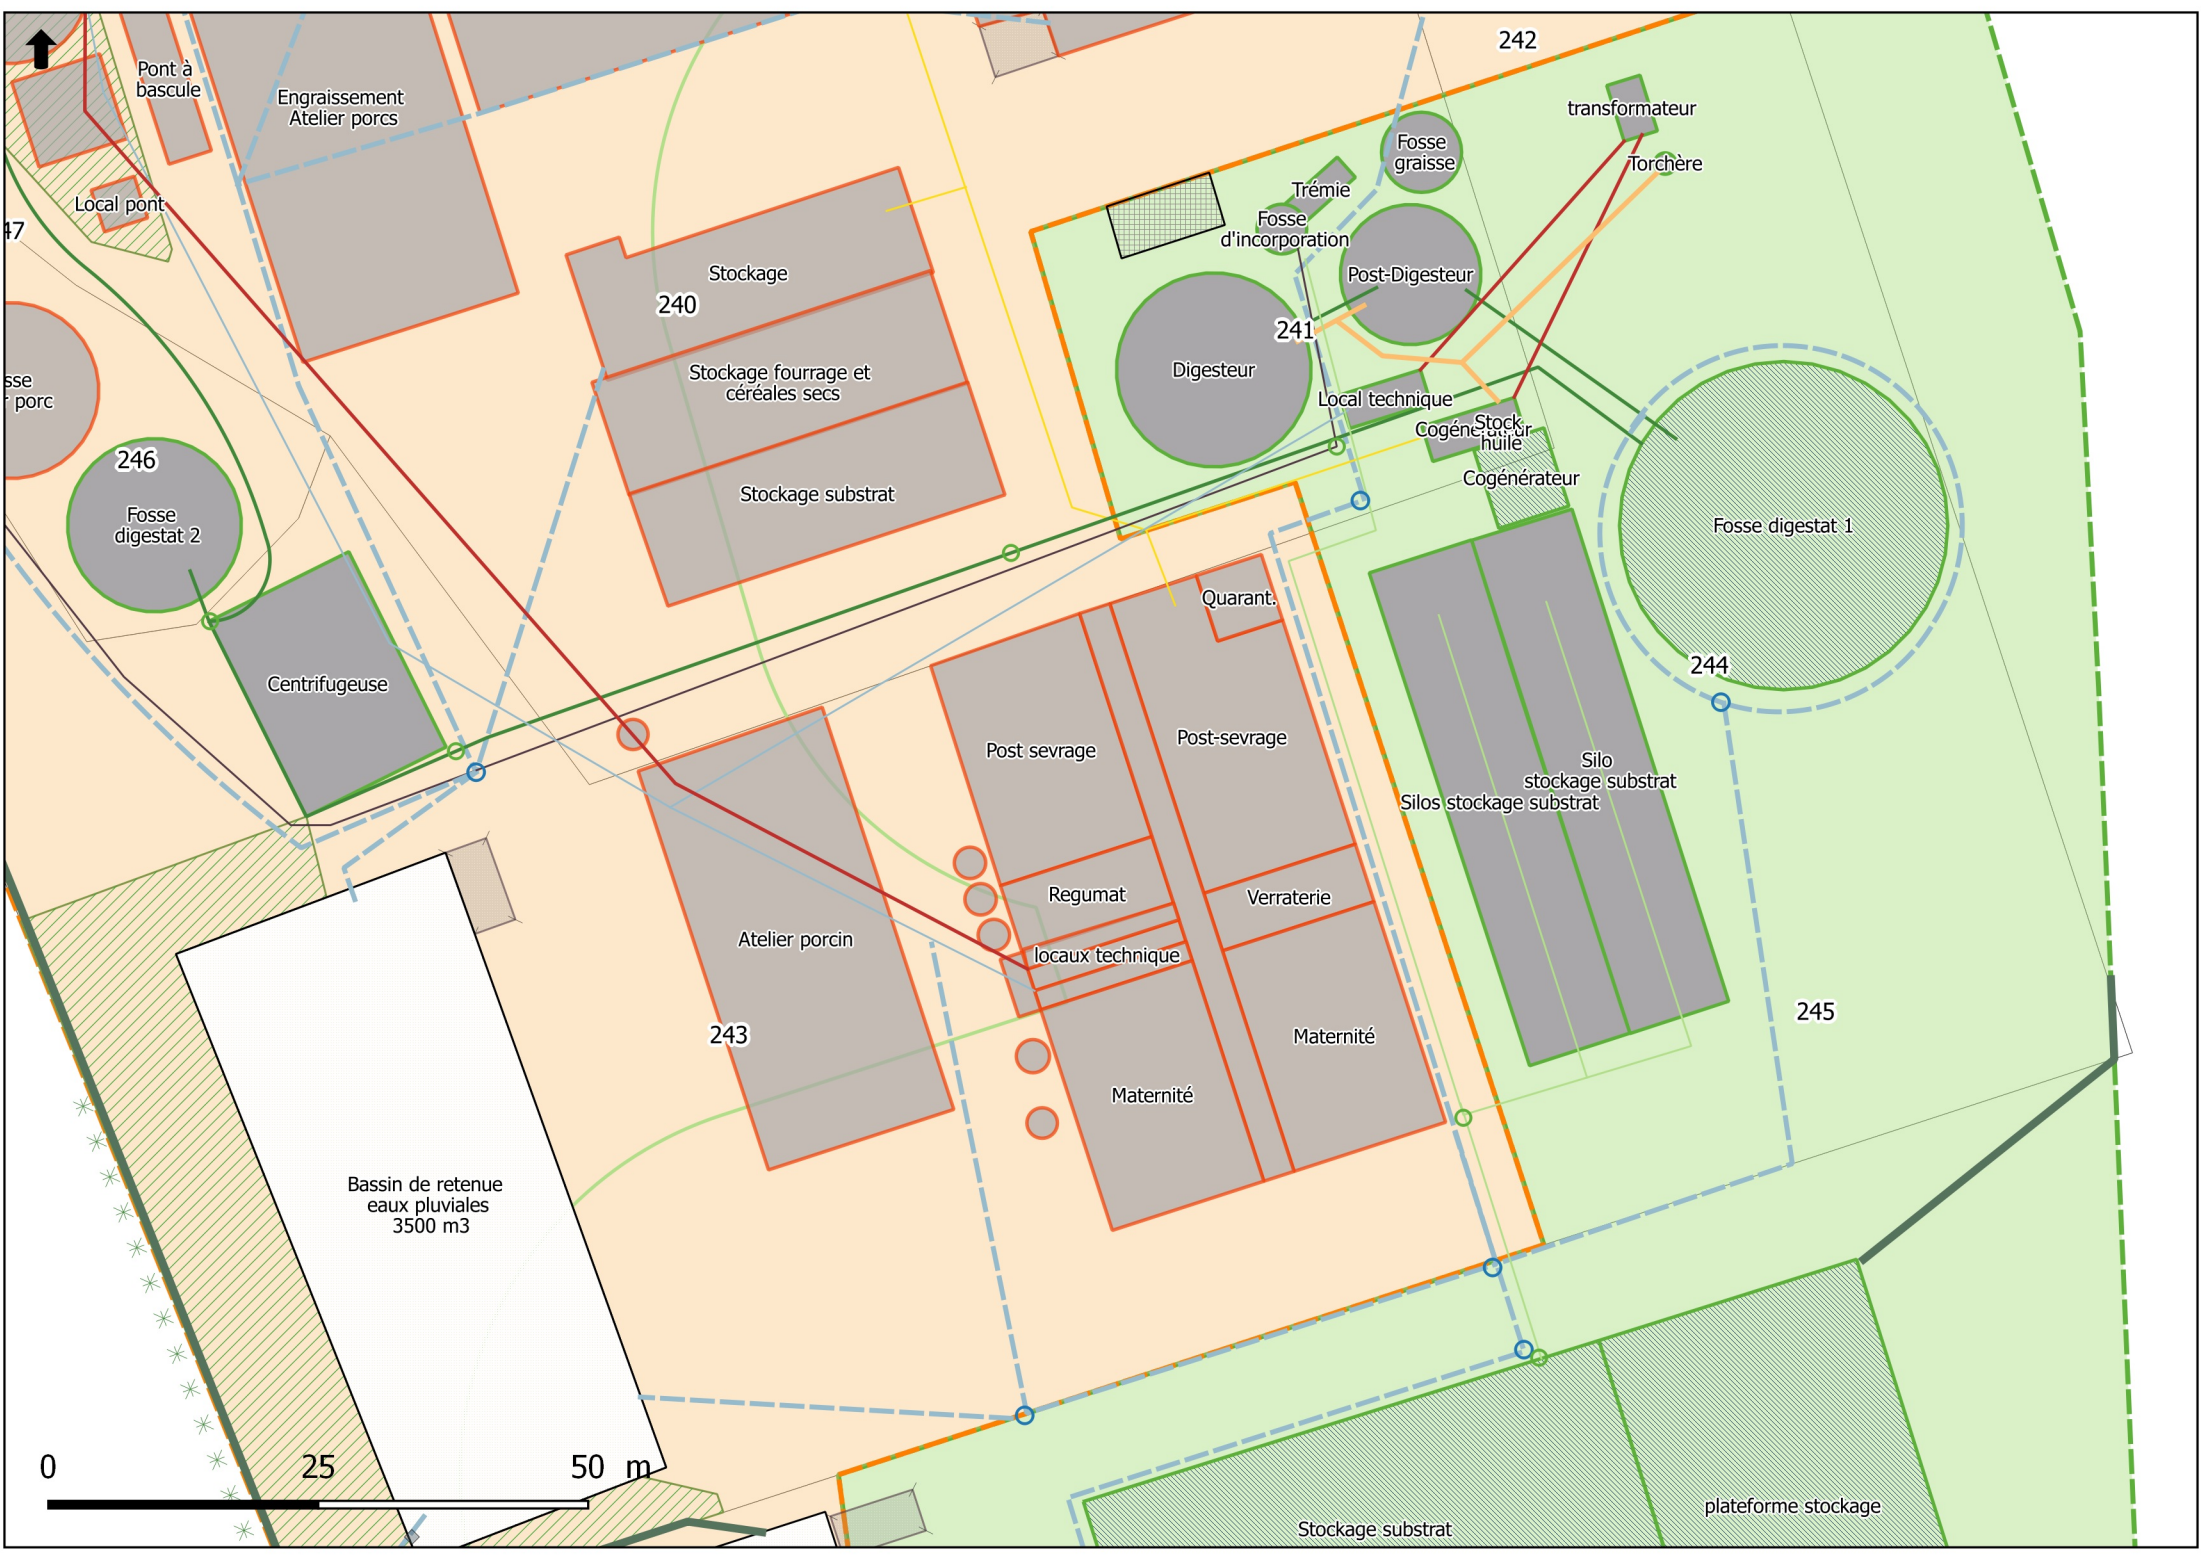 242
Pont à
bascule
Engraissement
Atelier porcs
transformateur
Fosse
graisse
Torchère
Trémie
Local pont
Fosse
d'incorporation
47
Stockage
Post-Digesteur
240
241
Digesteur
Stockage fourrage et
céréales secs
sse
r porc
Local technique
Cogénérateur
Stock
huile
246
Cogénérateur
Stockage substrat
Fosse
digestat 2
Fosse digestat 1
Quarant.
244
Centrifugeuse
Post sevrage
Post-sevrage
Silo
stockage substrat
Silos stockage substrat
Regumat
Verraterie
Atelier porcin
locaux technique
245
243
Maternité
Maternité
Bassin de retenue
eaux pluviales
3500 m3
0 25 50 m
plateforme stockage
Stockage substrat